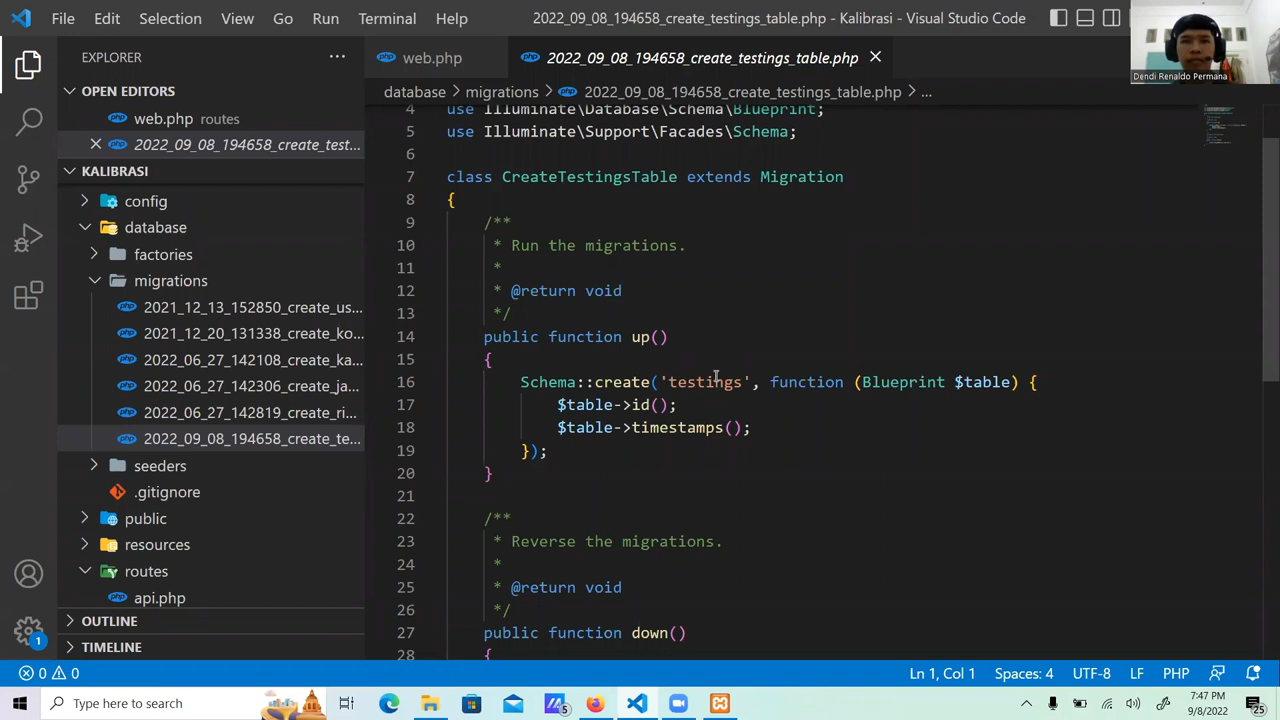 File Edit Selection View Go Run Terminal Help
2022_09_08_194658_create_testings_table.php - Kalibrasi - Visual Studio Code
Dendi Renaldo Permana
EXPLORER
OPEN EDITORS
web.php routes
2022_09_08_194658_create_test...
KALIBRASI
config
database
factories
migrations
2021_12_13_152850_create_us...
2021_12_20_131338_create_ko...
2022_06_27_142108_create_ka...
2022_06_27_142306_create_ja...
2022_06_27_142819_create_ri...
2022_09_08_194658_create_te...
seeders
.gitignore
public
resources
routes
api.php
OUTLINE
TIMELINE
web.php
2022_09_08_194658_create_testings_table.php
database > migrations > 2022_09_08_194658_create_testings_table.php > ...
4 use Illuminate\Database\Schema\Blueprint;
5 use Illuminate\Support\Facades\Schema;
6
7 class CreateTestingsTable extends Migration
8 {
9 /**
10 * Run the migrations.
11 *
12 * @return void
13 */
14 public function up()
15 {
16 Schema::create('testings', function (Blueprint $table) {
17 $table->id();
18 $table->timestamps();
19 });
20 }
21
22 /**
23 * Reverse the migrations.
24 *
25 * @return void
26 */
27 public function down()
28 {
1
0 0
Ln 1, Col 1 Spaces: 4 UTF-8 LF PHP
Type here to search
5
7:47 PM
9/8/2022
25